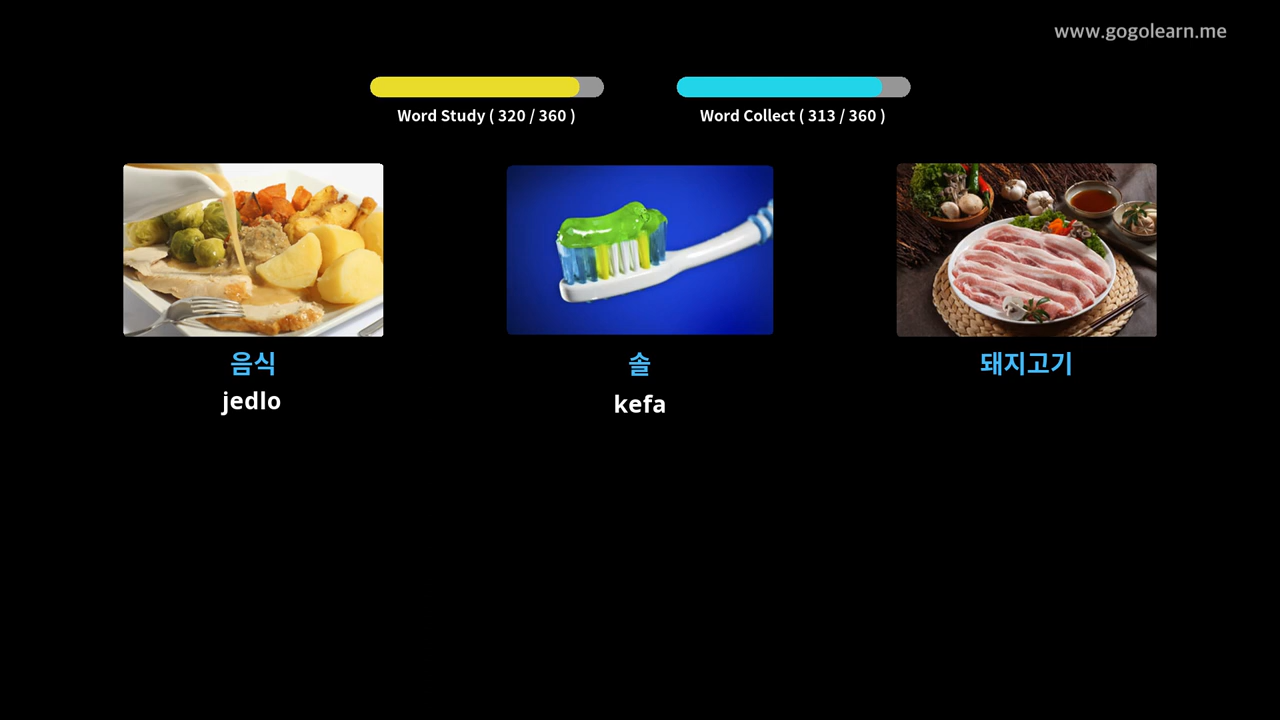 www.gogolearn.me
Word Study ( 320 / 360 )
Word Collect ( 313 / 360 )
음식
jedlo
솔
kefa
돼지고기